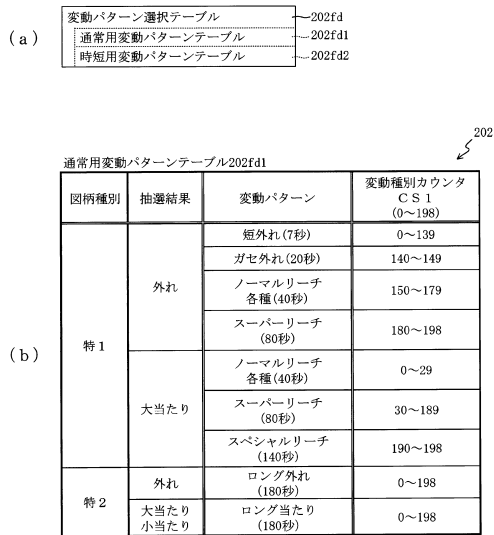 (a)
変動パターン選択テーブル 202fd
通常用変動パターンテーブル 202fd1
時短用変動パターンテーブル 202fd2
202
通常用変動パターンテーブル202fd1
(b)
図柄種別 抽選結果 変動パターン 変動種別カウンタ
CS1
(0～198)
特1
外れ
短外れ(7秒) 0～139
ガセ外れ(20秒) 140～149
ノーマルリーチ
各種(40秒) 150～179
スーパーリーチ
(80秒) 180～198
大当たり
ノーマルリーチ
各種(40秒) 0～29
スーパーリーチ
(80秒) 30～189
スペシャルリーチ
(140秒) 190～198
特2
外れ
ロング外れ
(180秒) 0～198
大当たり
小当たり
ロング当たり
(180秒) 0～198